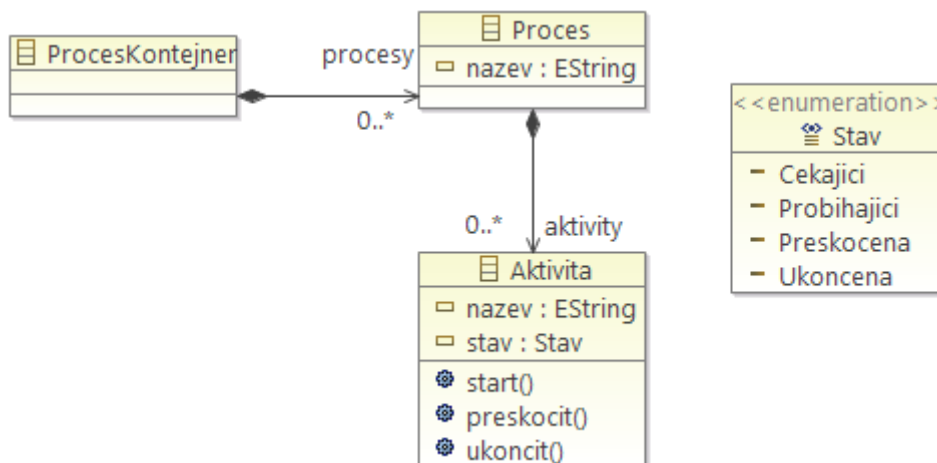 ProcesKontejner
procesy
0..*
Proces
nazev : EString
0..*
aktivity
Aktivita
nazev : EString
stav : Stav
start()
preskocit()
ukoncit()
<<enumeration>>
Stav
Cekajici
Probihajici
Preskocena
Ukoncena